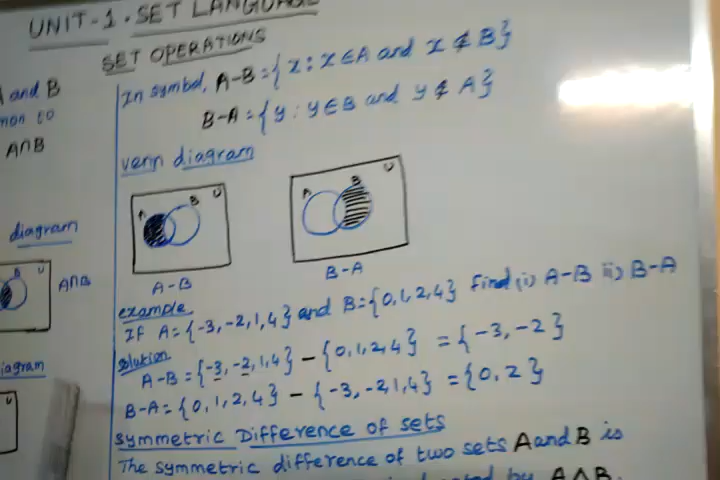 UNIT-1. SET LANGUAGE
SET OPERATIONS
and B
A∩B
diagram
B U
A∩B
U
In symbol, A-B={x: x∈A and x∉B}
B-A={y: y∈B and y∉A}
venn diagram
A B U
A-B
A B U
B-A
example
If A={-3,-2,1,4} and B={0,1,2,4} Find (i) A-B ii) B-A
Solution
A-B={-3,-2,1,4} - {0,1,2,4} = {-3,-2}
B-A={0,1,2,4} - {-3,-2,1,4} = {0,2}
Symmetric Difference of sets
The symmetric difference of two sets A and B is
by A∆B.